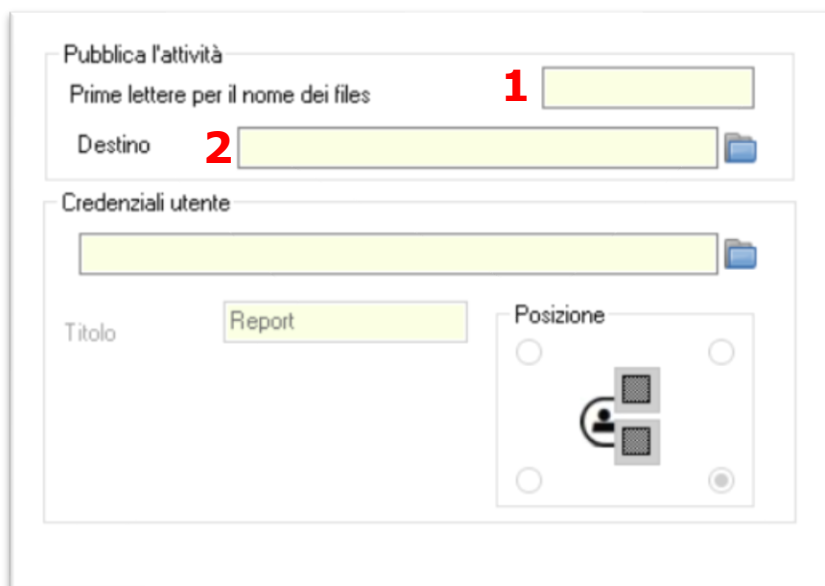 Pubblica l'attività
Prime lettere per il nome dei files 1
Destino 2
Credenziali utente
Titolo Report
Posizione